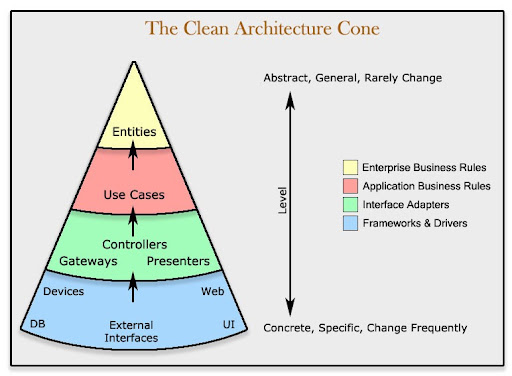 The Clean Architecture Cone
Abstract, General, Rarely Change
Entities
Enterprise Business Rules
Application Business Rules
Interface Adapters
Frameworks & Drivers
Level
Use Cases
Controllers
Gateways Presenters
Devices Web
DB External UI
Interfaces
Concrete, Specific, Change Frequently